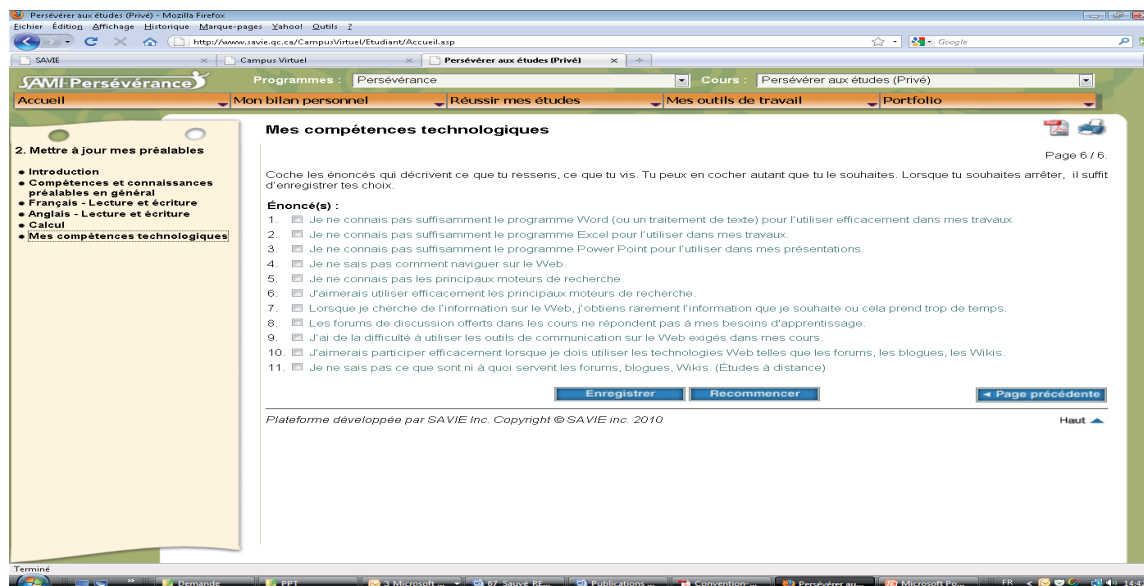 Persévérer aux études (Privé) - Mozilla Firefox
Eichier Édition Affichage Historique Marque-pages Yahoo! Outils ?
http://www.savie.qc.ca/CampusVirtuel/Etudiant/Accueil.asp
Google
SAVIE
Campus Virtuel
Persévérer aux études (Privé)
SAMI-Persévérance
Programmes : Persévérance
Cours : Persévérer aux études (Privé)
Accueil
Mon bilan personnel
Réussir mes études
Mes outils de travail
Portfolio
2. Mettre à jour mes préalables
• Introduction
• Compétences et connaissances
préalables en général
• Français - Lecture et écriture
• Anglais - Lecture et écriture
• Calcul
• Mes compétences technologiques
Mes compétences technologiques
Page 6 / 6.
Coche les énoncés qui décrivent ce que tu ressens, ce que tu vis. Tu peux en cocher autant que tu le souhaites. Lorsque tu souhaites arrêter, il suffit
d'enregistrer tes choix.
Énoncé(s) :
1. Je ne connais pas suffisamment le programme Word (ou un traitement de texte) pour l'utiliser efficacement dans mes travaux.
2. Je ne connais pas suffisamment le programme Excel pour l'utiliser dans mes travaux.
3. Je ne connais pas suffisamment le programme Power Point pour l'utiliser dans mes présentations.
4. Je ne sais pas comment naviguer sur le Web.
5. Je ne connais pas les principaux moteurs de recherche.
6. J'aimerais utiliser efficacement les principaux moteurs de recherche.
7. Lorsque je cherche de l'information sur le Web, j'obtiens rarement l'information que je souhaite ou cela prend trop de temps.
8. Les forums de discussion offerts dans les cours ne répondent pas à mes besoins d'apprentissage.
9. J'ai de la difficulté à utiliser les outils de communication sur le Web exigés dans mes cours.
10. J'aimerais participer efficacement lorsque je dois utiliser les technologies Web telles que les forums, les blogues, les Wikis.
11. Je ne sais pas ce que sont ni à quoi servent les forums, blogues, Wikis. (Études à distance)
Enregistrer
Recommencer
Page précédente
Plateforme développée par SAVIE Inc. Copyright © SAVIE inc. 2010
Haut
Terminé
Demande
PPT
3 Microsoft ...
67 Sauvé RE...
Publications ...
Convention-...
Persévérer au...
Microsoft Po...
FR